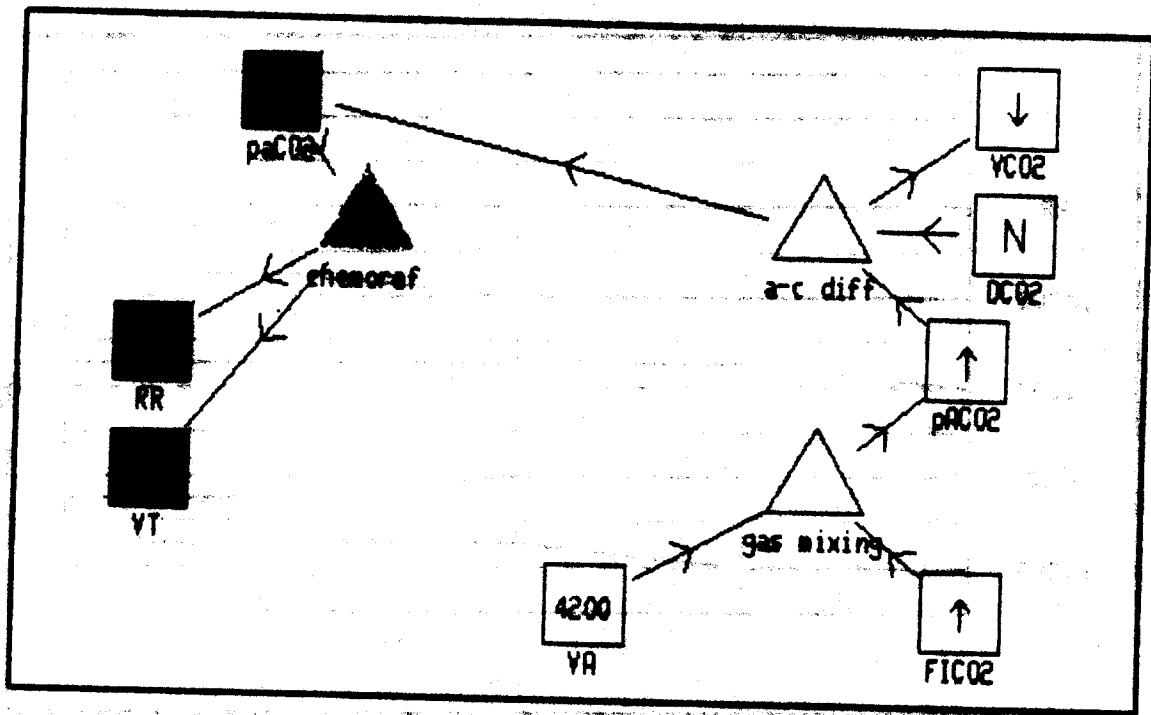 paCO2
↓
VCO2
N
DCO2
a-c diff
chemoref
↑
pACO2
RR
VT
gas mixing
4200
VA
↑
FICO2